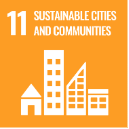 11 SUSTAINABLE CITIES
AND COMMUNITIES